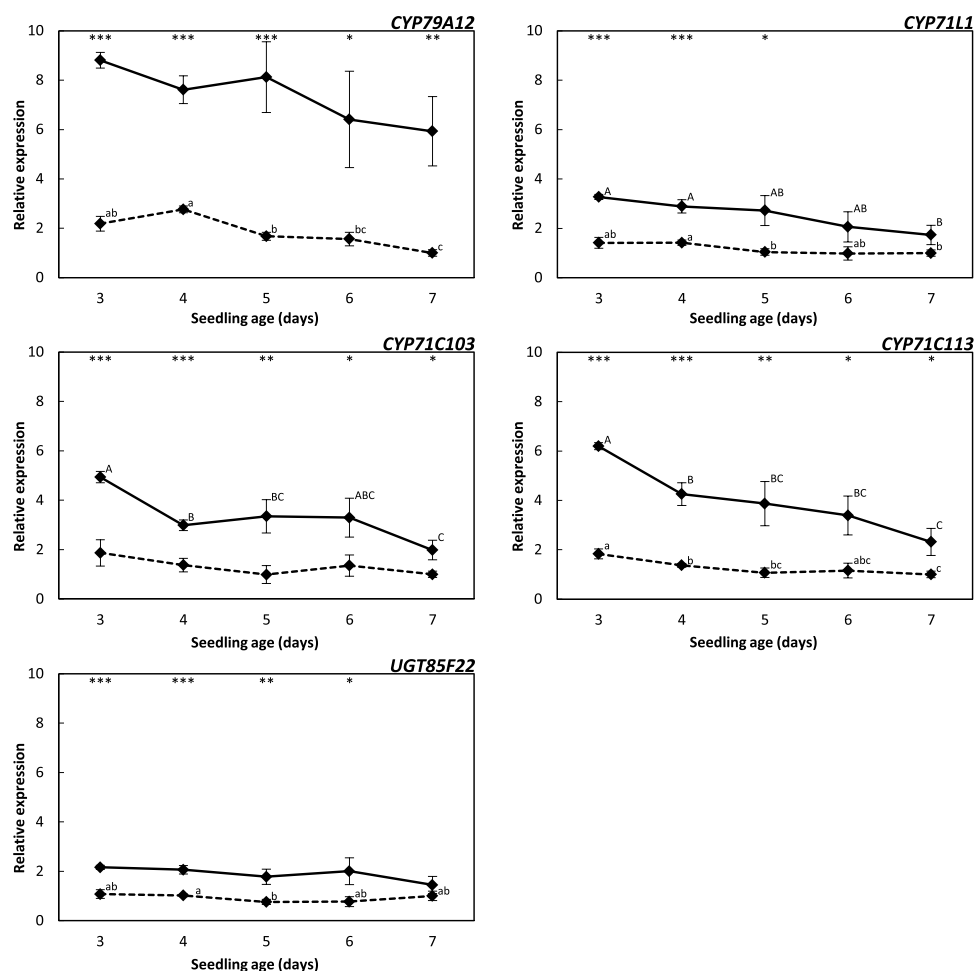 CYP79A12
10
*** *** *** * **
8
6
4
2
0
ab a b bc c
Relative expression
3 4 5 6 7
Seedling age (days)
CYP71L1
10
*** *** *
8
6
4
2
0
A A AB AB B
ab a b ab b
Relative expression
3 4 5 6 7
Seedling age (days)
CYP71C103
10
*** *** ** * *
8
6
4
2
0
A B BC ABC C
Relative expression
3 4 5 6 7
Seedling age (days)
CYP71C113
10
*** *** ** * *
8
6
4
2
0
A B BC BC C
a b bc abc c
Relative expression
3 4 5 6 7
Seedling age (days)
UGT85F22
10
*** *** ** *
8
6
4
2
0
ab a b ab ab
Relative expression
3 4 5 6 7
Seedling age (days)